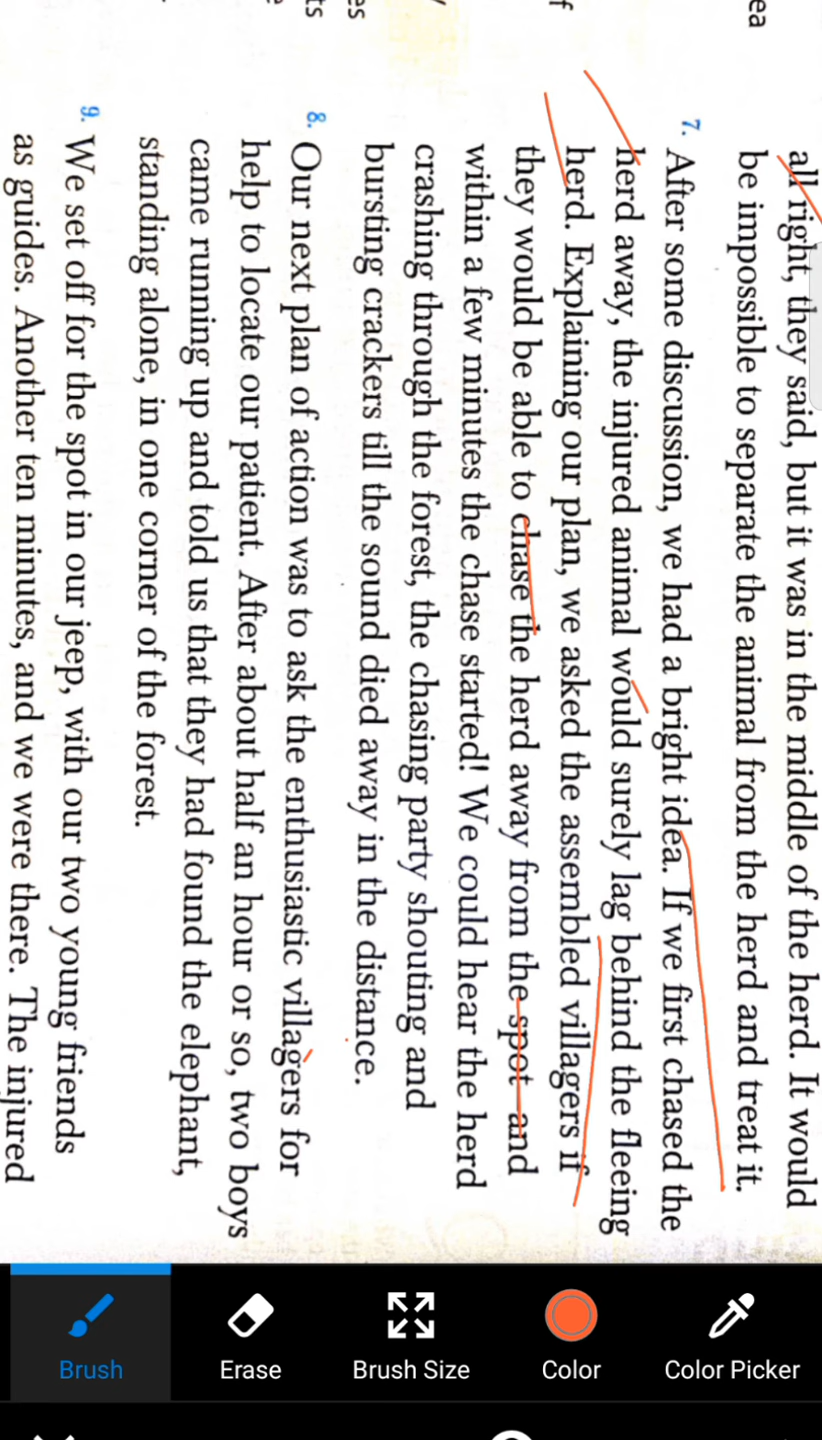 ea
all right, they said, but it was in the middle of the herd. It would
be impossible to separate the animal from the herd and treat it.
7. After some discussion, we had a bright idea. If we first chased the
herd away, the injured animal would surely lag behind the fleeing
f
herd. Explaining our plan, we asked the assembled villagers if
they would be able to chase the herd away from the spot and
within a few minutes the chase started! We could hear the herd
crashing through the forest, the chasing party shouting and
es
bursting crackers till the sound died away in the distance.
ts
8. Our next plan of action was to ask the enthusiastic villagers for
help to locate our patient. After about half an hour or so, two boys
came running up and told us that they had found the elephant,
standing alone, in one corner of the forest.
9. We set off for the spot in our jeep, with our two young friends
as guides. Another ten minutes, and we were there. The injured
Brush
Erase
Brush Size
Color
Color Picker